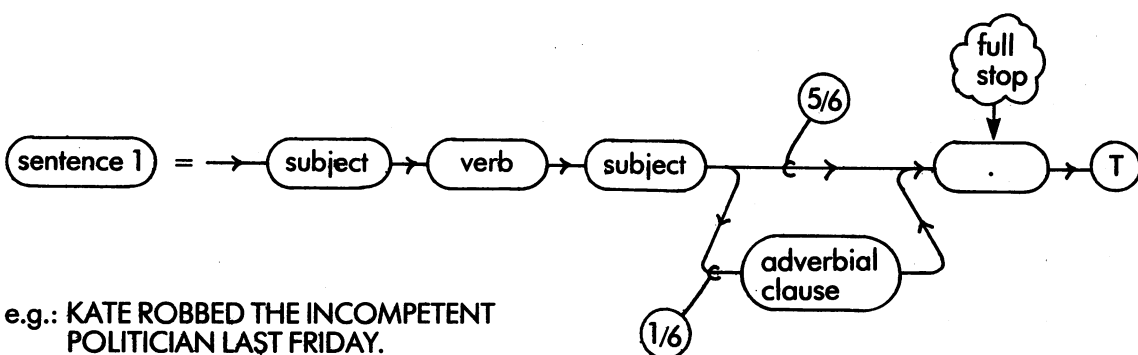 full
stop
5/6
sentence 1 = subject verb subject . T
adverbial
clause
1/6
e.g.: KATE ROBBED THE INCOMPETENT
POLITICIAN LAST FRIDAY.